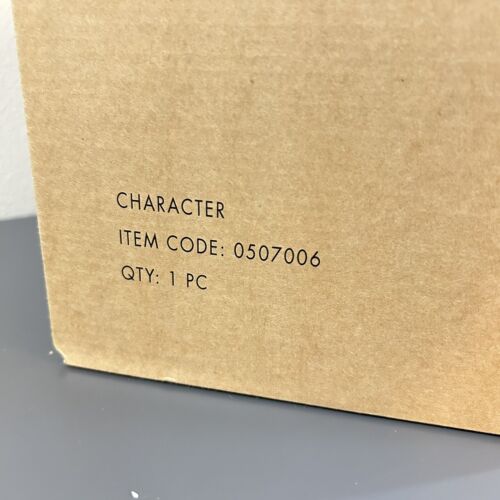 CHARACTER
ITEM CODE: 0507006
QTY: 1 PC